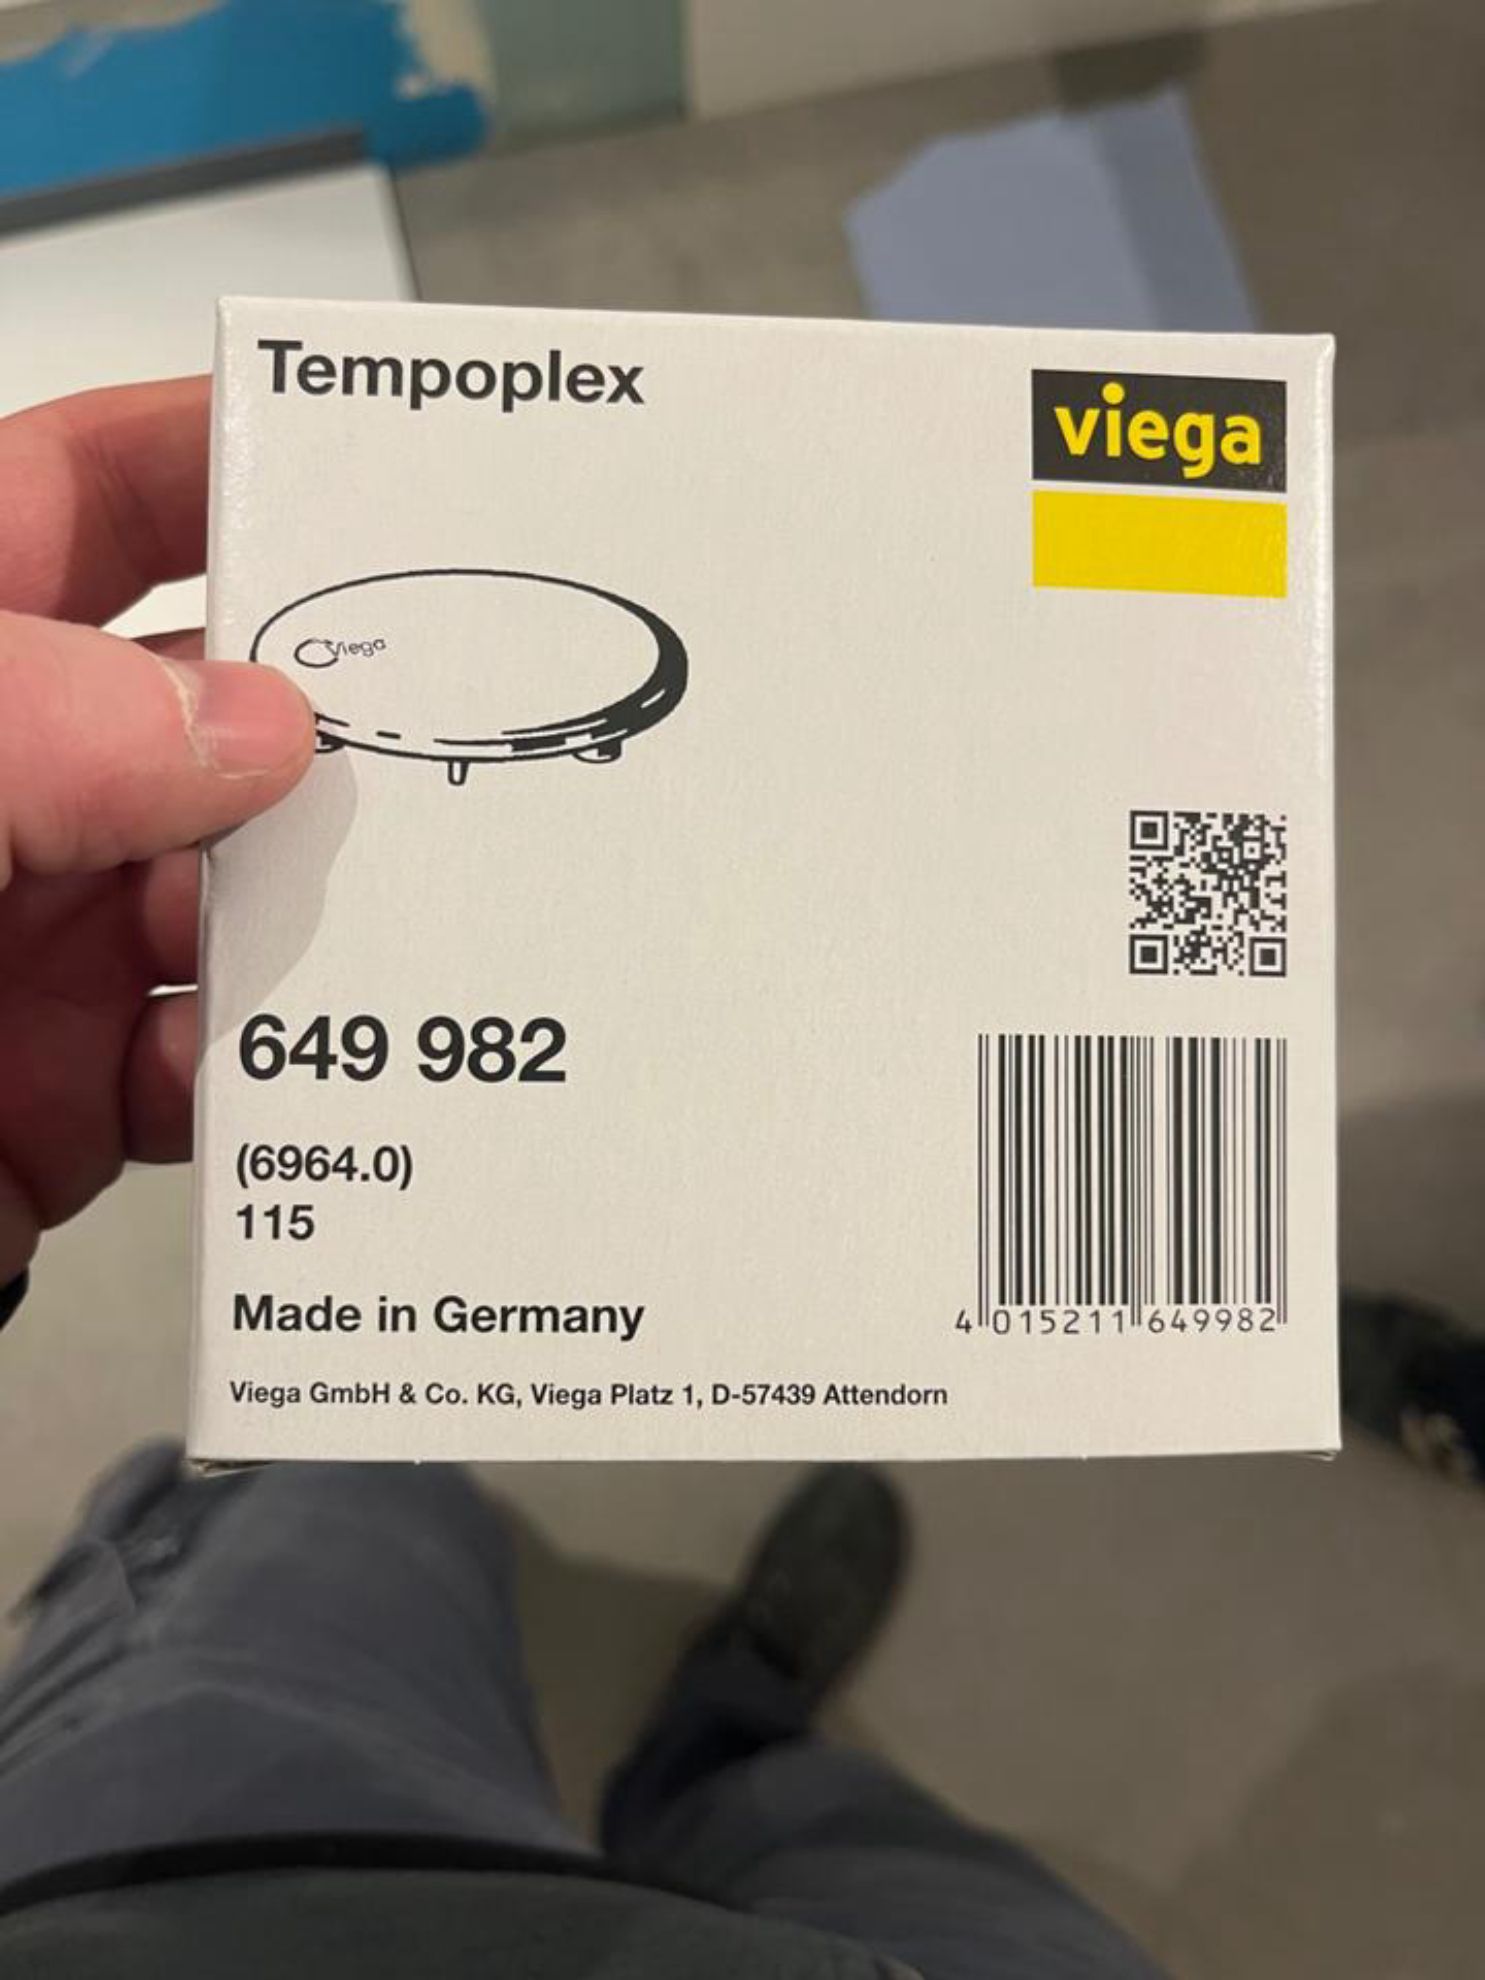 Tempoplex
viega
Viega
649 982
(6964.0)
115
Made in Germany
4 015211 649982
Viega GmbH & Co. KG, Viega Platz 1, D-57439 Attendorn